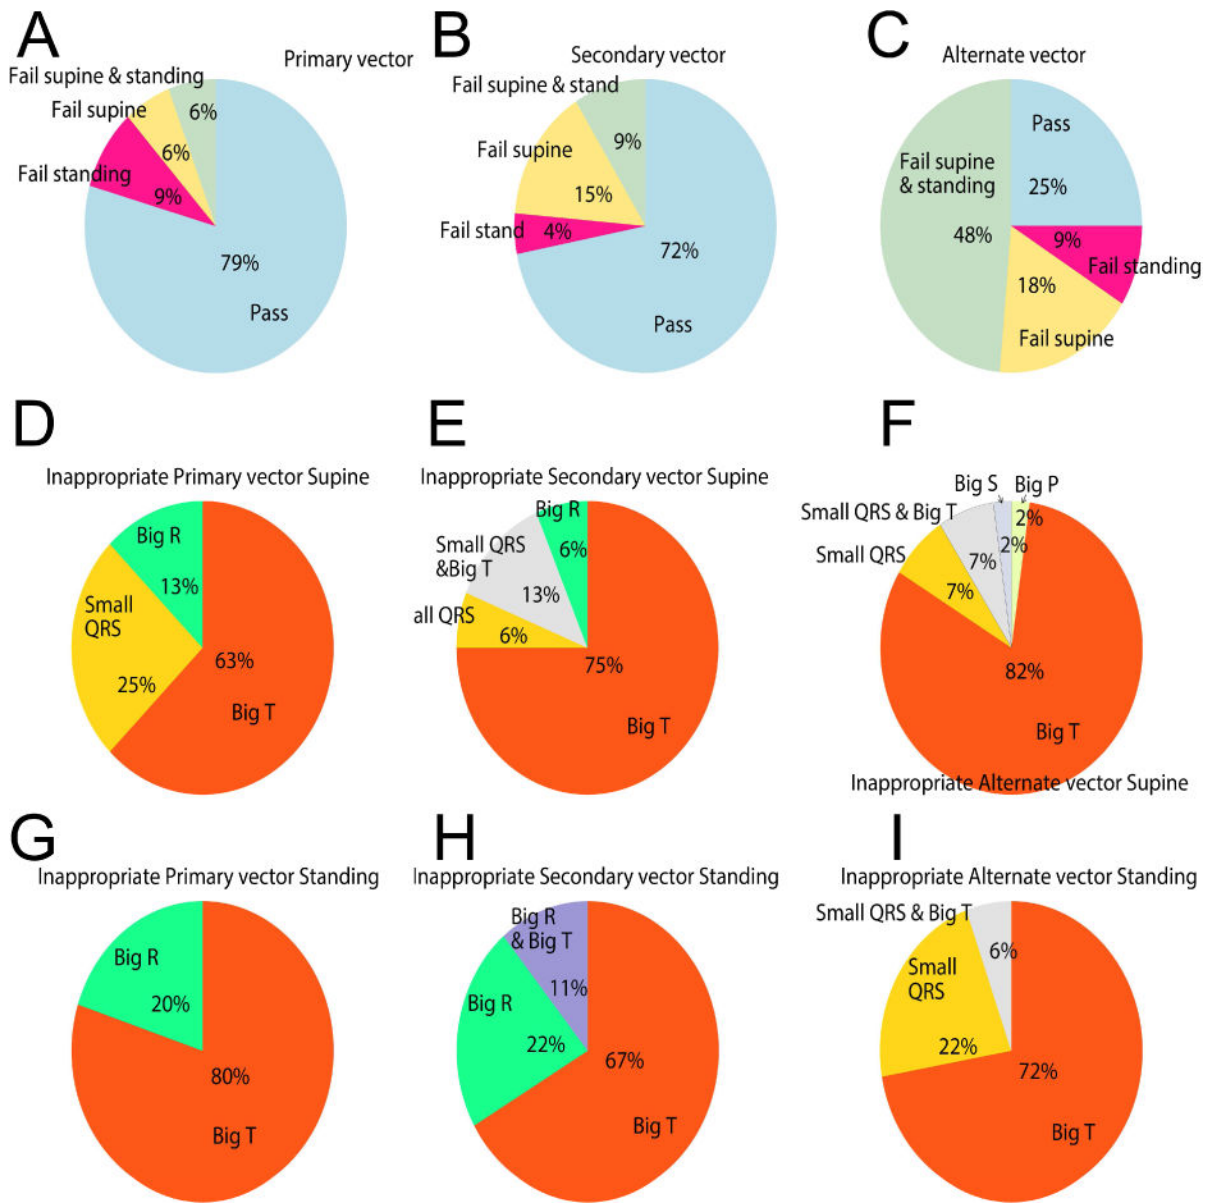 A
Primary vector
Fail supine & standing
6%
Fail supine
6%
Fail standing
9%
79%
Pass
B
Secondary vector
Fail supine & stand
9%
Fail supine
15%
Fail stand
4%
72%
Pass
C
Alternate vector
Pass
25%
Fail supine
& standing
48%
9%
Fail standing
18%
Fail supine
D
Inappropriate Primary vector Supine
Big R
13%
Small
QRS
25%
63%
Big T
E
Inappropriate Secondary vector Supine
Big R
6%
Small QRS
&Big T
13%
all QRS
6%
75%
Big T
F
Big S
Big P
2%
Small QRS & Big T
2%
Small QRS
7%
7%
82%
Big T
Inappropriate Alternate vector Supine
G
Inappropriate Primary vector Standing
Big R
20%
80%
Big T
H
Inappropriate Secondary vector Standing
Big R
& Big T
11%
Big R
22%
67%
Big T
I
Inappropriate Alternate vector Standing
Small QRS & Big T
6%
Small
QRS
22%
72%
Big T